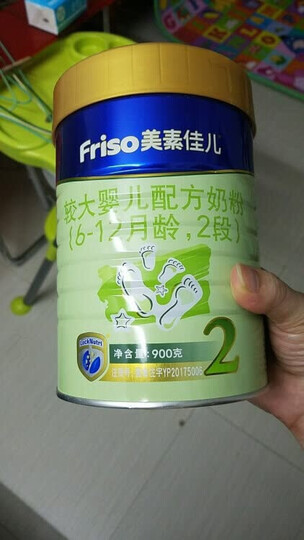 Friso美素佳儿
较大婴儿配方奶粉
(6-12月龄,2段)
LockNutri
净含量:900克
2